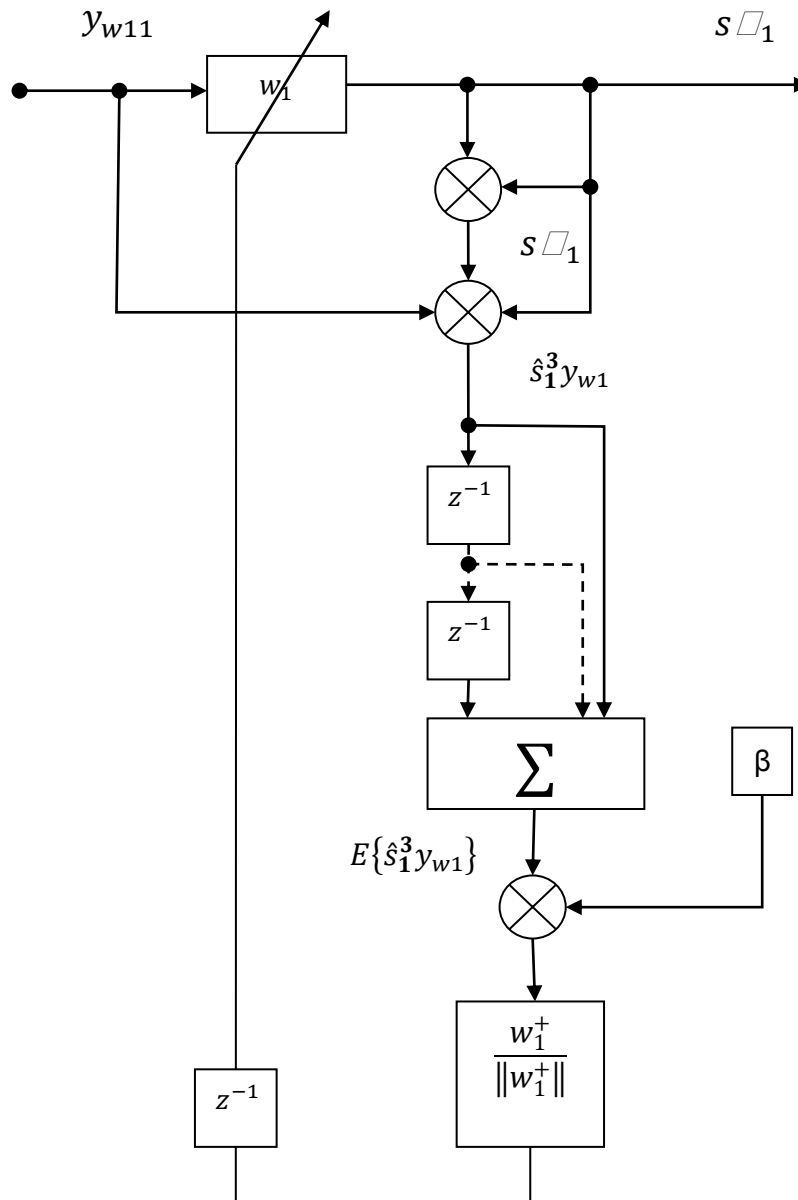 y_{w11}
s □_1
w_1
s □_1
ŝ_1^3 y_{w1}
z^{-1}
z^{-1}
Σ
β
E{ŝ_1^3 y_{w1}}
w_1^+
‖w_1^+‖
z^{-1}